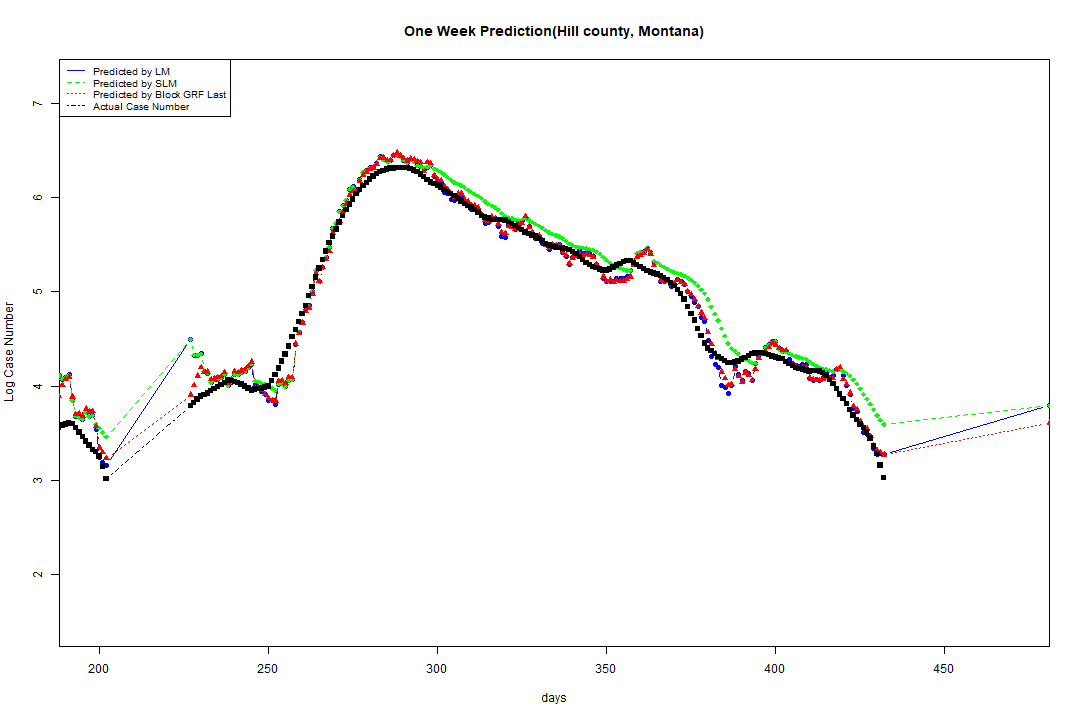 One Week Prediction(Hill county, Montana)
Predicted by LM
Predicted by SLM
Predicted by Block GRF Last
Actual Case Number
7
6
5
4
3
2
Log Case Number
200 250 300 350 400 450
days